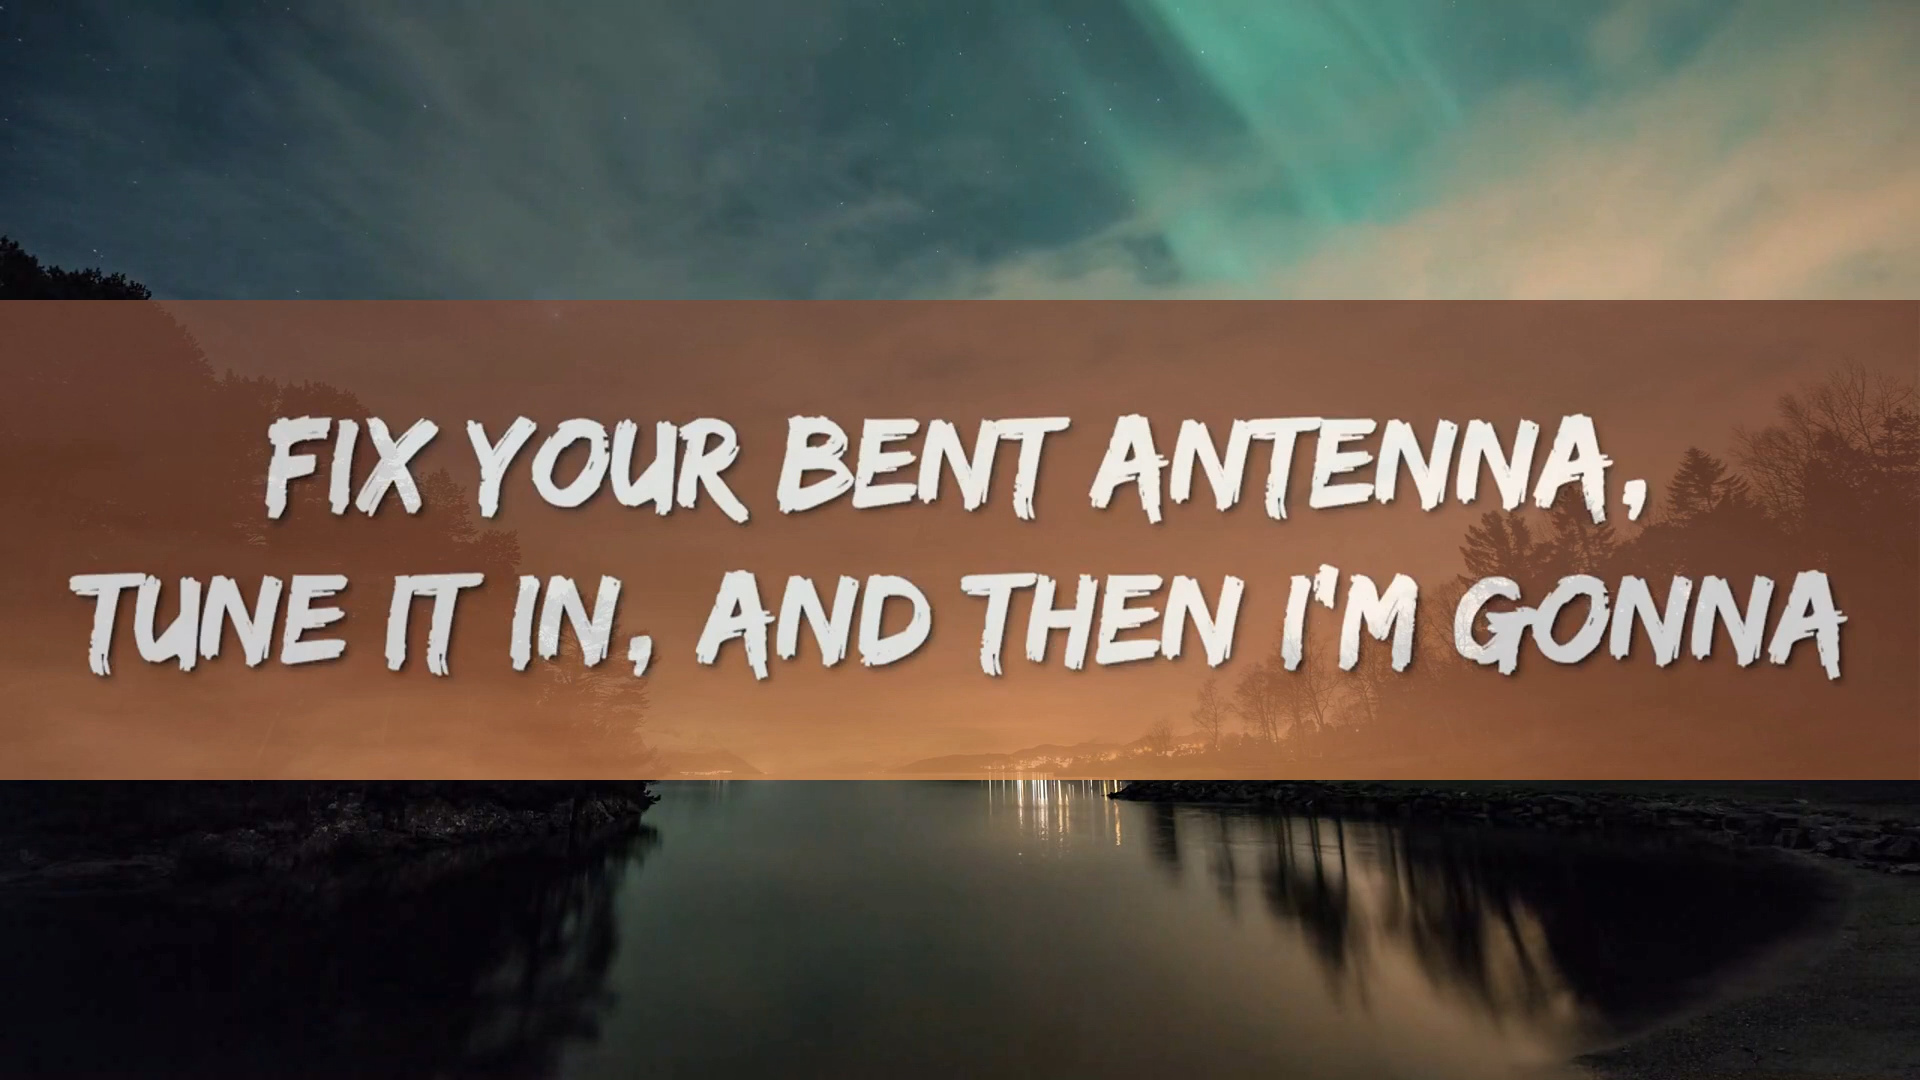 FIX YOUR BENT ANTENNA,
TUNE IT IN, AND THEN I'M GONNA